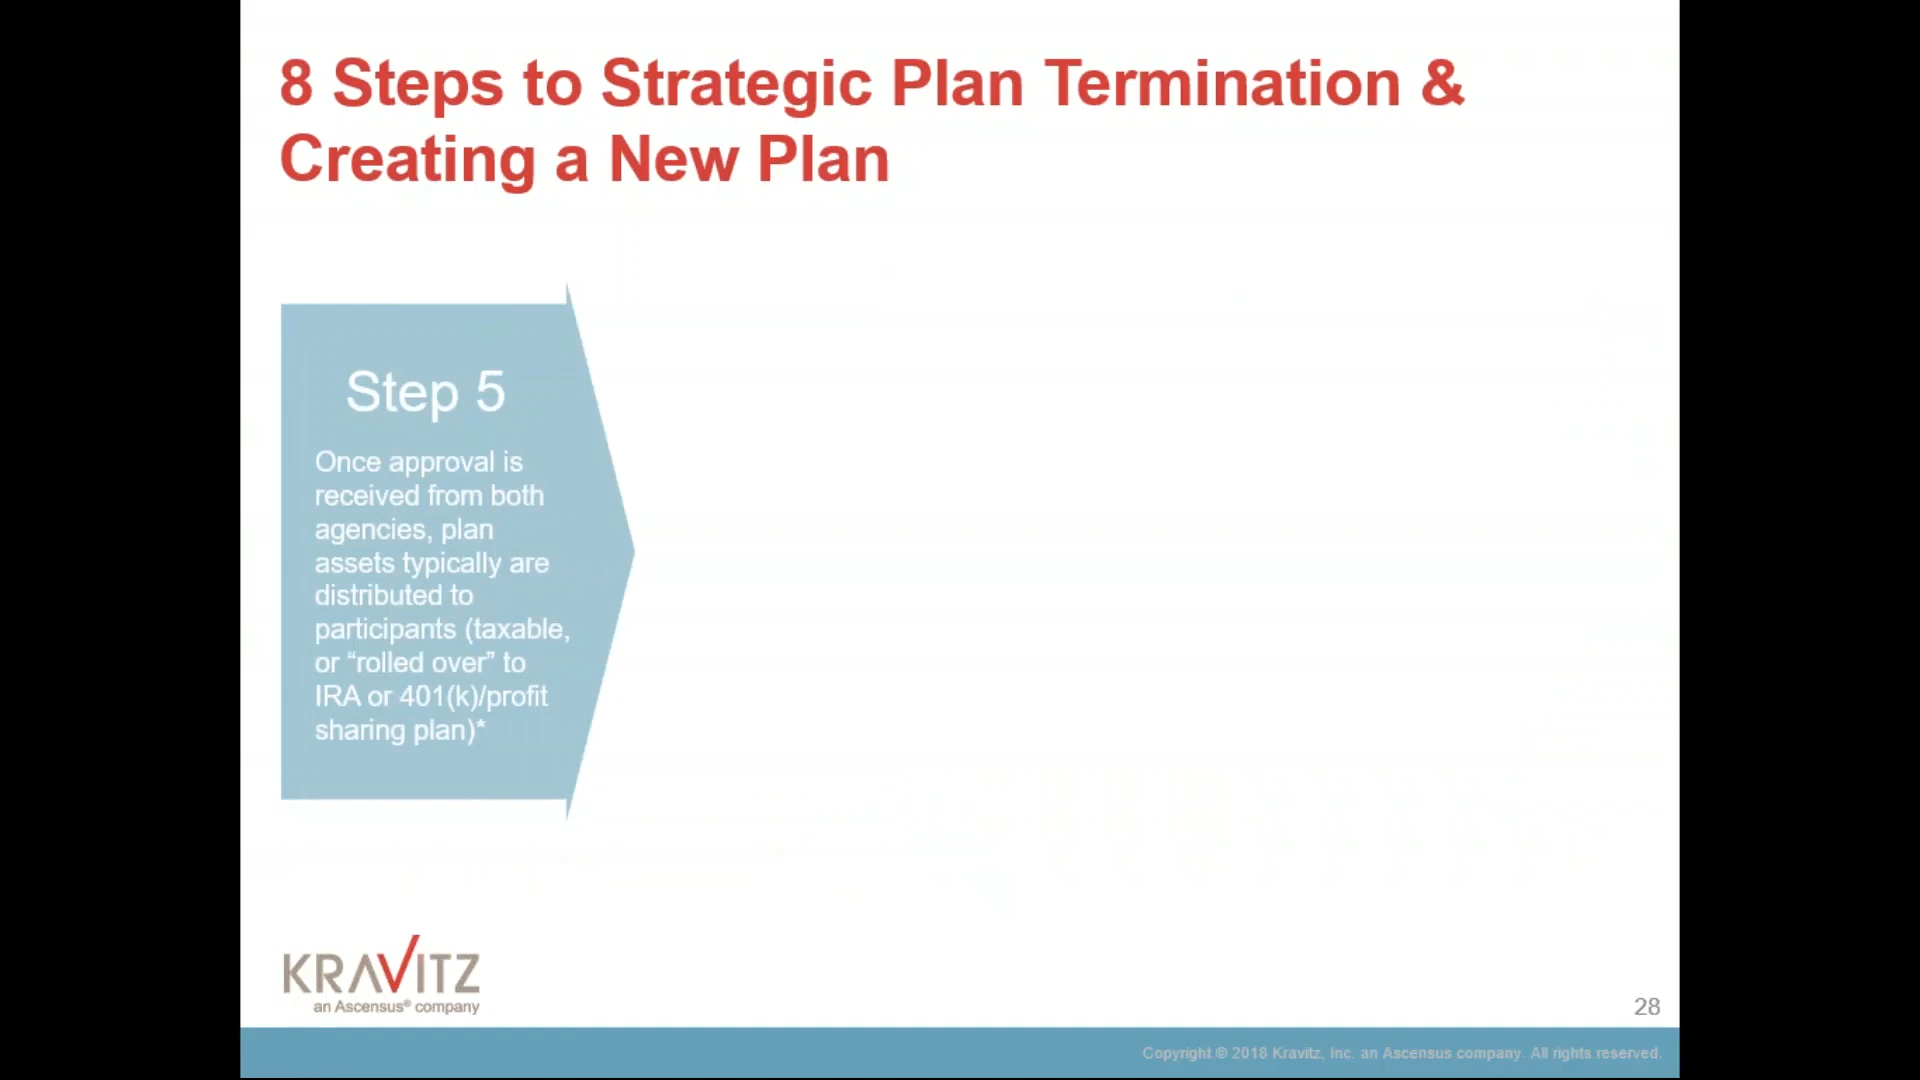 8 Steps to Strategic Plan Termination &
Creating a New Plan
Step 5
Once approval is
received from both
agencies, plan
assets typically are
distributed to
participants (taxable,
or “rolled over” to
IRA or 401(k)/profit
sharing plan)*
KRAVITZ
an Ascensus® company
28
Copyright © 2018 Kravitz, Inc. an Ascensus company. All rights reserved.